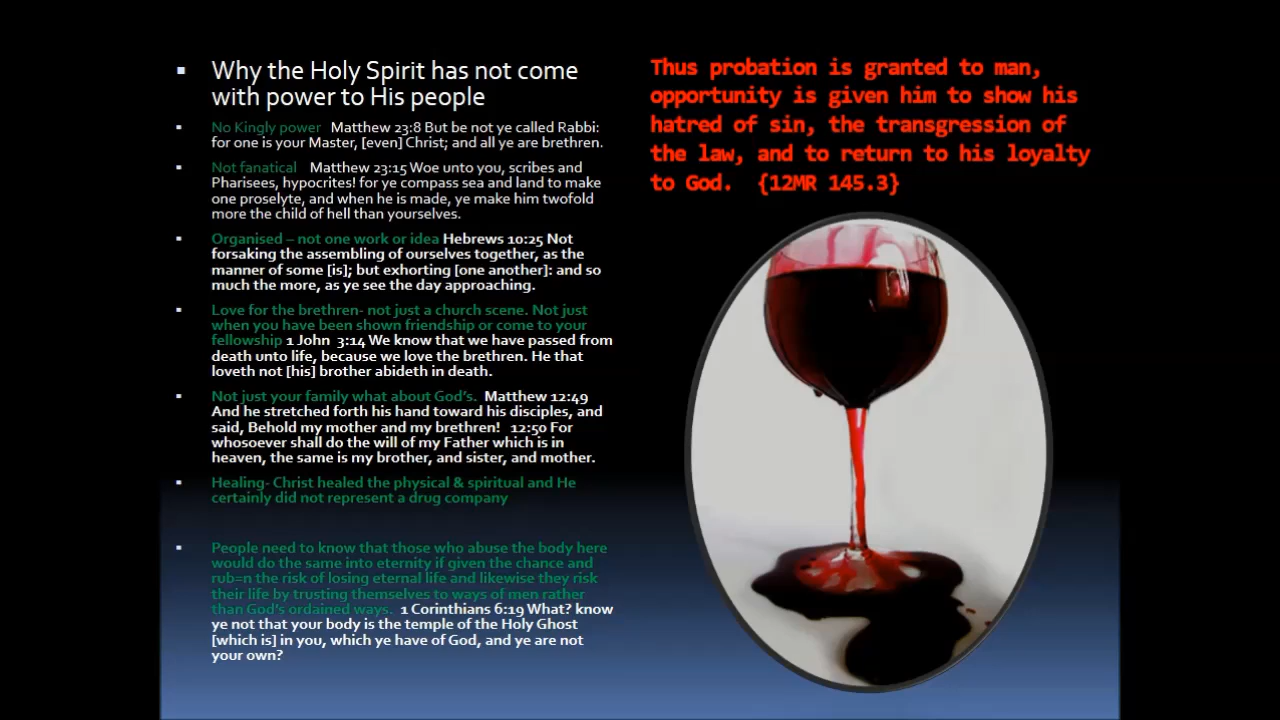 Why the Holy Spirit has not come
with power to His people
No Kingly power Matthew 23:8 But be not ye called Rabbi:
for one is your Master, [even] Christ; and all ye are brethren.
Not fanatical Matthew 23:15 Woe unto you, scribes and
Pharisees, hypocrites! for ye compass sea and land to make
one proselyte, and when he is made, ye make him twofold
more the child of hell than yourselves.
Organised – not one work or idea Hebrews 10:25 Not
forsaking the assembling of ourselves together, as the
manner of some [is]; but exhorting [one another]: and so
much the more, as ye see the day approaching.
Love for the brethren- not just a church scene. Not just
when you have been shown friendship or come to your
fellowship 1 John 3:14 We know that we have passed from
death unto life, because we love the brethren. He that
loveth not [his] brother abideth in death.
Not just your family what about God's. Matthew 12:49
And he stretched forth his hand toward his disciples, and
said, Behold my mother and my brethren! 12:50 For
whosoever shall do the will of my Father which is in
heaven, the same is my brother, and sister, and mother.
Healing- Christ healed the physical & spiritual and He
certainly did not represent a drug company
People need to know that those who abuse the body here
would do the same into eternity if given the chance and
rub=n the risk of losing eternal life and likewise they risk
their life by trusting themselves to ways of men rather
than God's ordained ways. 1 Corinthians 6:19 What? know
ye not that your body is the temple of the Holy Ghost
[which is] in you, which ye have of God, and ye are not
your own?
Thus probation is granted to man,
opportunity is given him to show his
hatred of sin, the transgression of
the law, and to return to his loyalty
to God. {12MR 145.3}